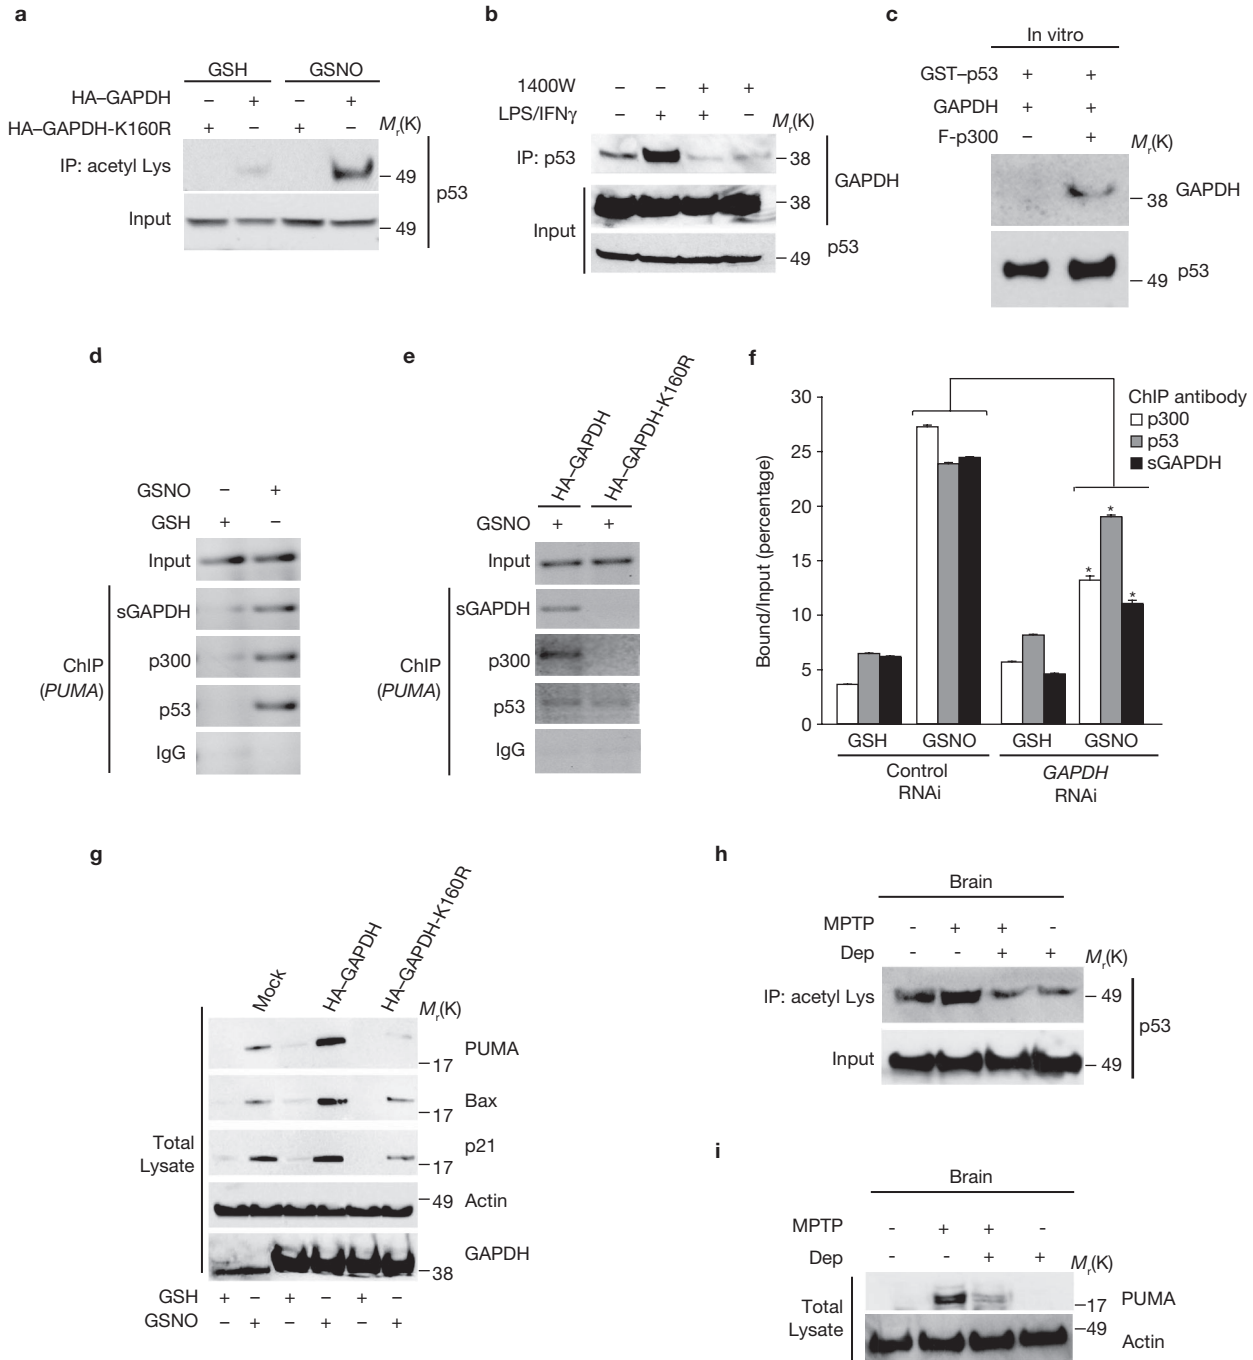 a
GSH GSNO
HA–GAPDH – + – +
HA–GAPDH-K160R + – + – Mr(K)
IP: acetyl Lys
49
Input
49
p53
b
1400W – – + +
LPS/IFNγ – + + – Mr(K)
IP: p53
38
38
GAPDH
Input
49
p53
c
In vitro
GST–p53 + +
GAPDH + +
F-p300 – + Mr(K)
38 GAPDH
49 p53
d
GSNO – +
GSH + –
Input
sGAPDH
p300
p53
IgG
ChIP
(PUMA)
e
HA–GAPDH
HA–GAPDH-K160R
GSNO + +
Input
sGAPDH
p300
p53
IgG
ChIP
(PUMA)
f
Bound/Input (percentage)
30
25
20
15
10
5
0
ChIP antibody
p300
p53
sGAPDH
* * *
GSH GSNO GSH GSNO
Control
RNAi
GAPDH
RNAi
g
Mock
HA–GAPDH
HA–GAPDH-K160R
Mr(K)
17 PUMA
17 Bax
17 p21
49 Actin
38 GAPDH
Total
Lysate
GSH + – + – + –
GSNO – + – + – +
h
Brain
MPTP - + + -
Dep - - + + Mr(K)
IP: acetyl Lys
49
Input
49
p53
i
Brain
MPTP - + + -
Dep - - + + Mr(K)
17 PUMA
49 Actin
Total
Lysate